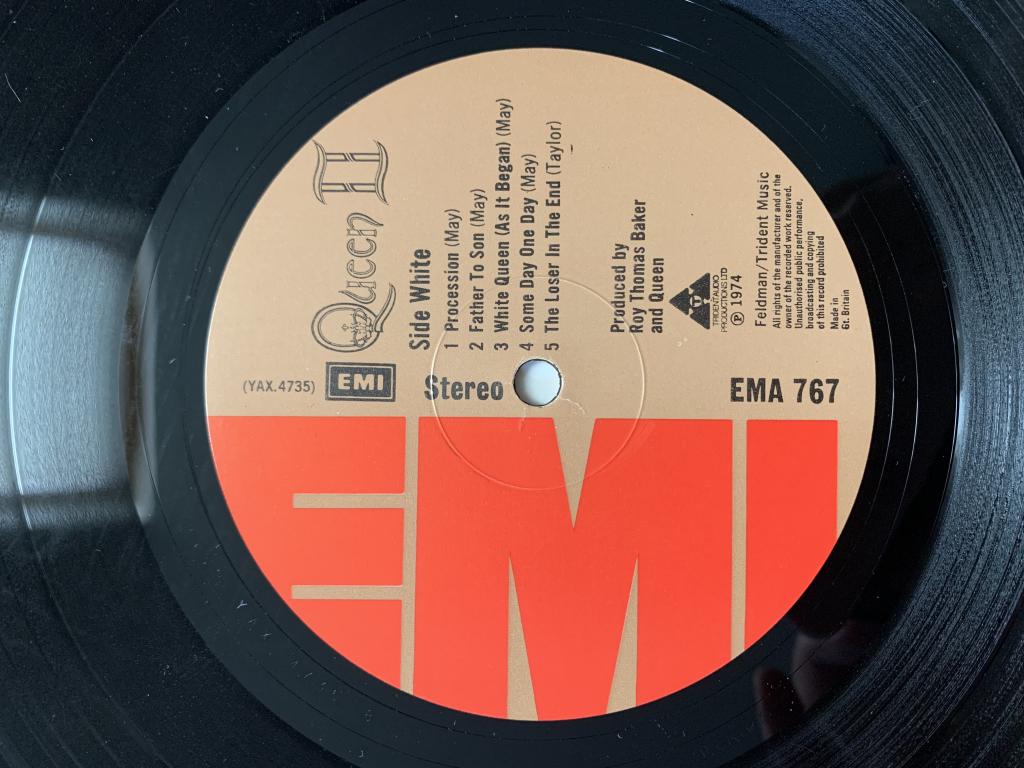 Queen II
(YAX.4735)
EMI
Side White
Stereo
1 Procession (May)
2 Father To Son (May)
3 White Queen (As It Began) (May)
4 Some Day One Day (May)
5 The Loser In The End (Taylor)
Produced by
Roy Thomas Baker
and Queen
TRIDENT AUDIO
PRODUCTIONS LTD
℗ 1974
EMA 767
Feldman/Trident Music
All rights of the manufacturer and of the
owner of the recorded work reserved.
Unauthorised public performance,
broadcasting and copying
of this record prohibited
Made in
Gt. Britain
EMI